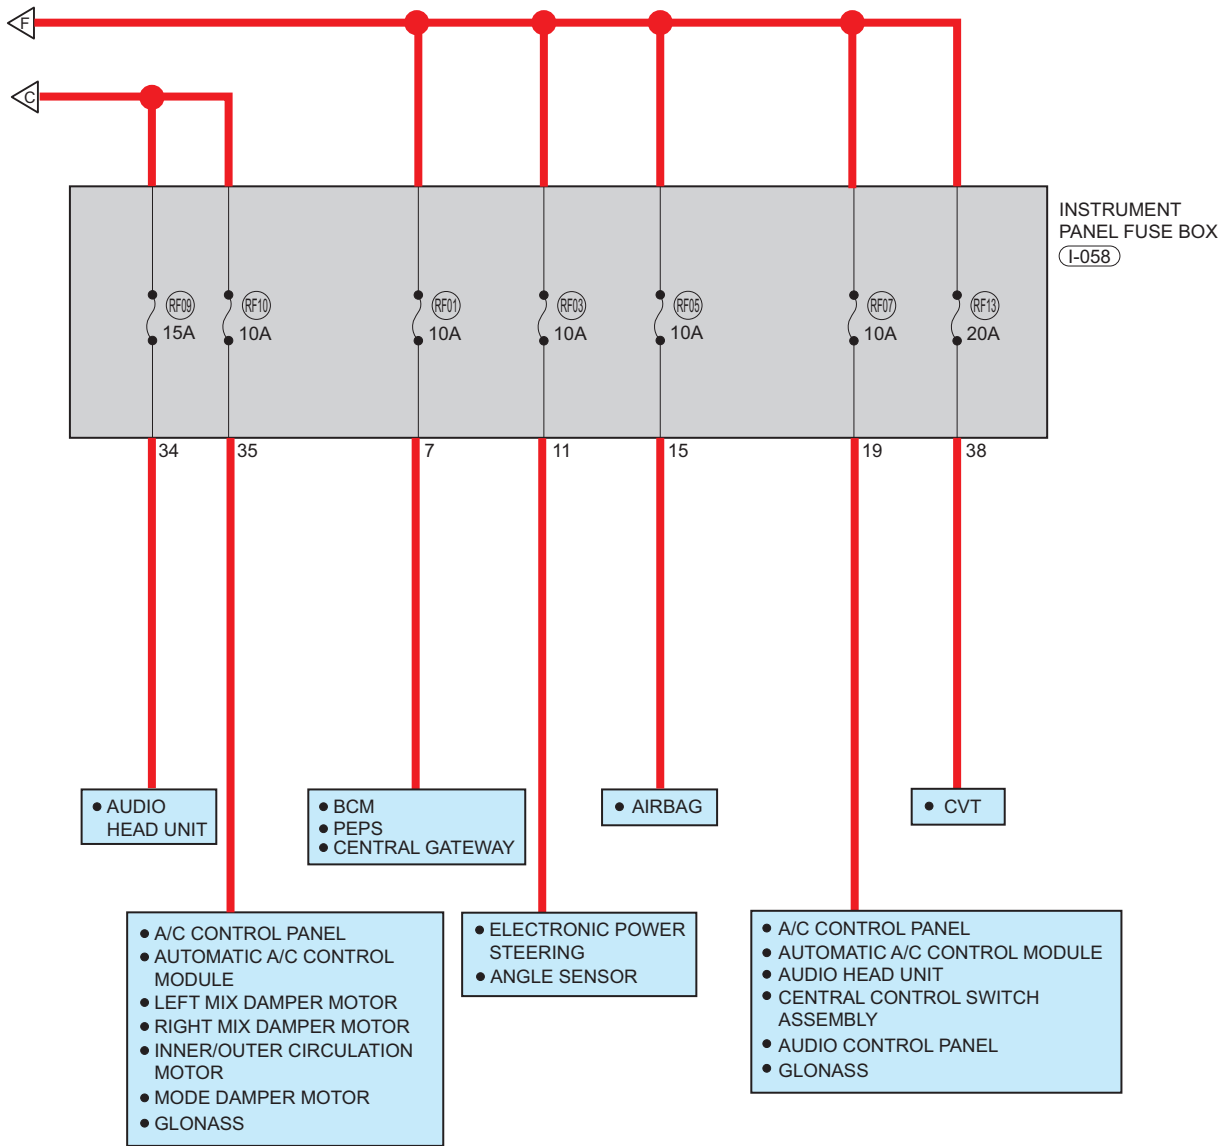 F
C
INSTRUMENT
PANEL FUSE BOX
I-058
RF09
15A
RF10
10A
RF01
10A
RF03
10A
RF05
10A
RF07
10A
RF13
20A
34
35
7
11
15
19
38
● AUDIO
HEAD UNIT
● BCM
● PEPS
● CENTRAL GATEWAY
● AIRBAG
● CVT
● A/C CONTROL PANEL
● AUTOMATIC A/C CONTROL
MODULE
● LEFT MIX DAMPER MOTOR
● RIGHT MIX DAMPER MOTOR
● INNER/OUTER CIRCULATION
MOTOR
● MODE DAMPER MOTOR
● GLONASS
● ELECTRONIC POWER
STEERING
● ANGLE SENSOR
● A/C CONTROL PANEL
● AUTOMATIC A/C CONTROL MODULE
● AUDIO HEAD UNIT
● CENTRAL CONTROL SWITCH
ASSEMBLY
● AUDIO CONTROL PANEL
● GLONASS